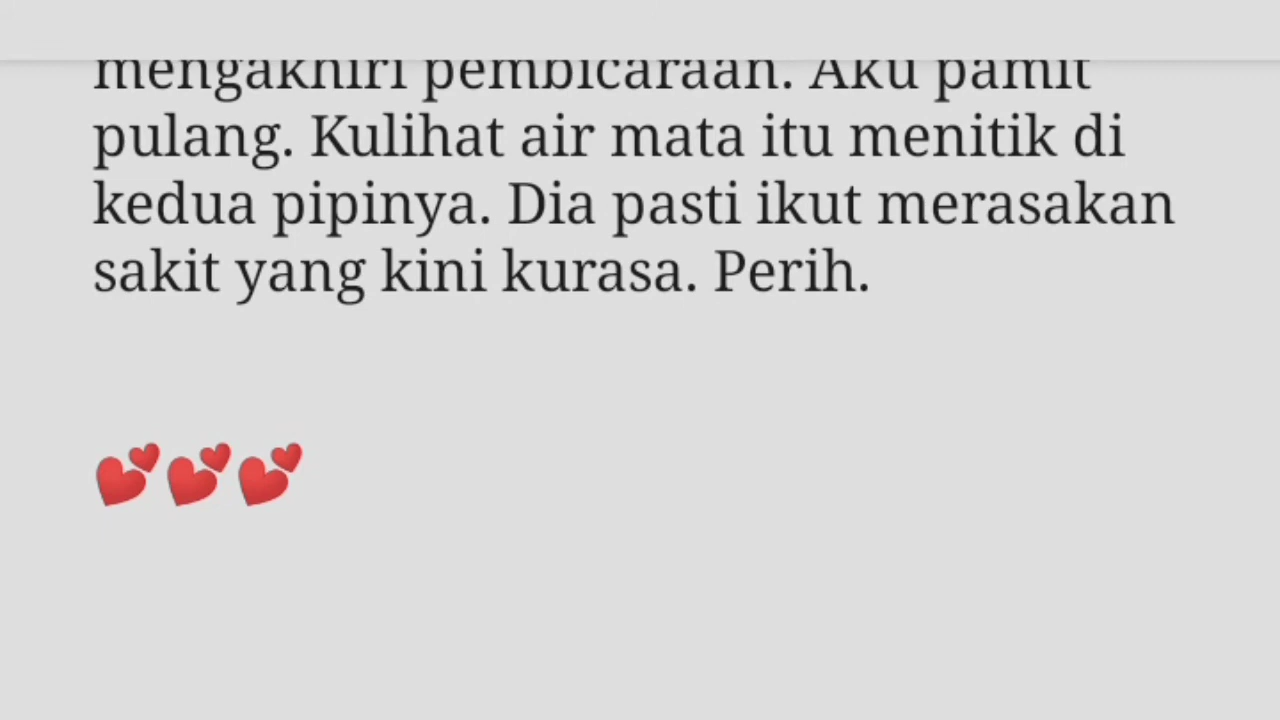 mengakhiri pembicaraan. Aku pamit
pulang. Kulihat air mata itu menitik di
kedua pipinya. Dia pasti ikut merasakan
sakit yang kini kurasa. Perih.
💕💕💕